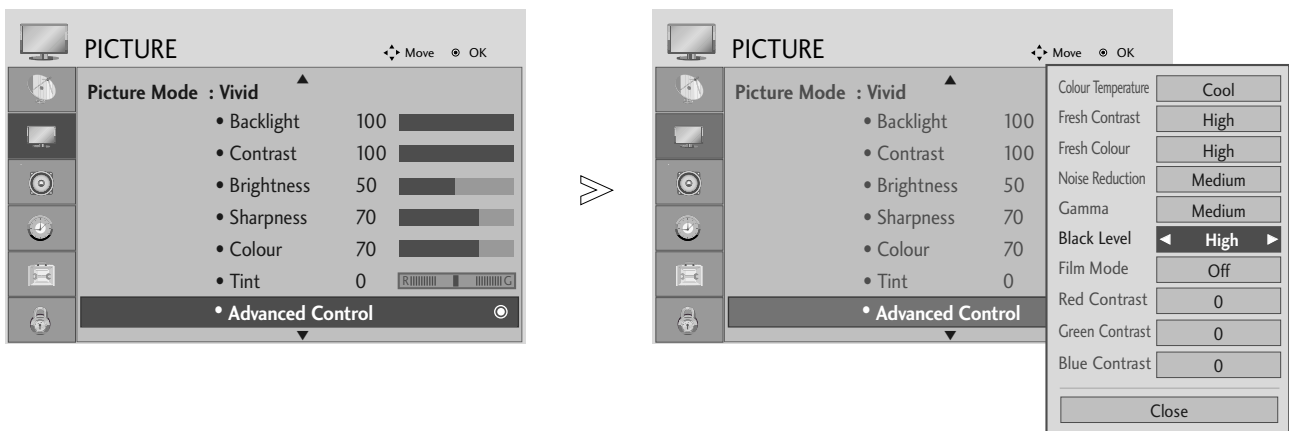 PICTURE
Move OK
Picture Mode : Vivid
• Backlight 100
• Contrast 100
• Brightness 50
• Sharpness 70
• Colour 70
• Tint 0 R G
• Advanced Control
PICTURE
Move OK
Picture Mode : Vivid
• Backlight 100
• Contrast 100
• Brightness 50
• Sharpness 70
• Colour 70
• Tint 0
• Advanced Control
Colour Temperature Cool
Fresh Contrast High
Fresh Colour High
Noise Reduction Medium
Gamma Medium
Black Level ◄ High ►
Film Mode Off
Red Contrast 0
Green Contrast 0
Blue Contrast 0
Close